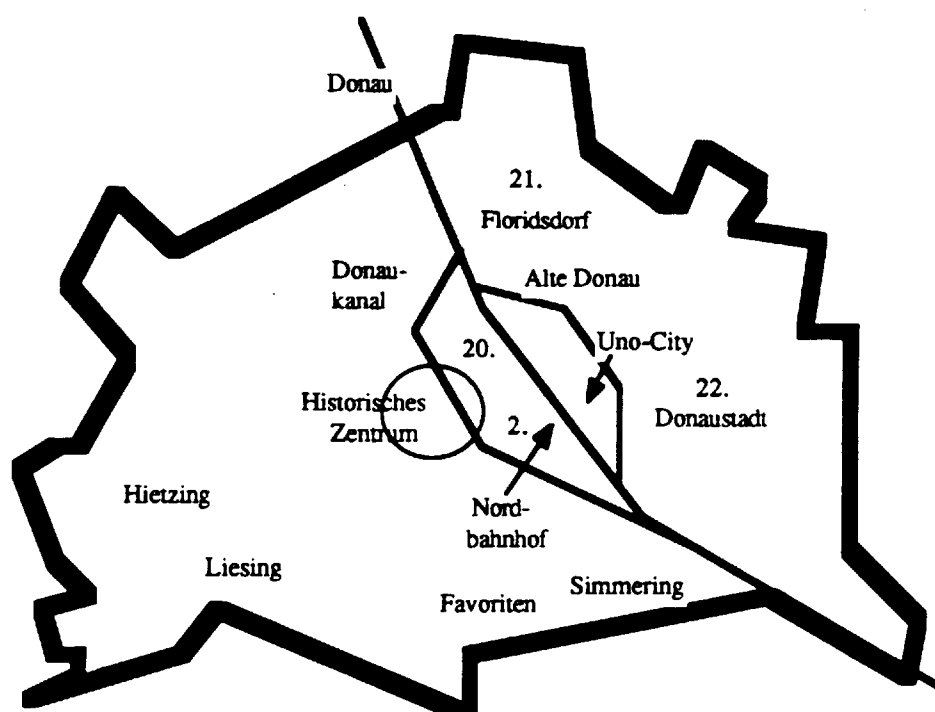 Donau
21.
Floridsdorf
Donau-
kanal
Alte Donau
20.
Uno-City
Historisches
Zentrum
2.
22.
Donaustadt
Hietzing
Nord-
bahnhof
Liesing
Favoriten
Simmering